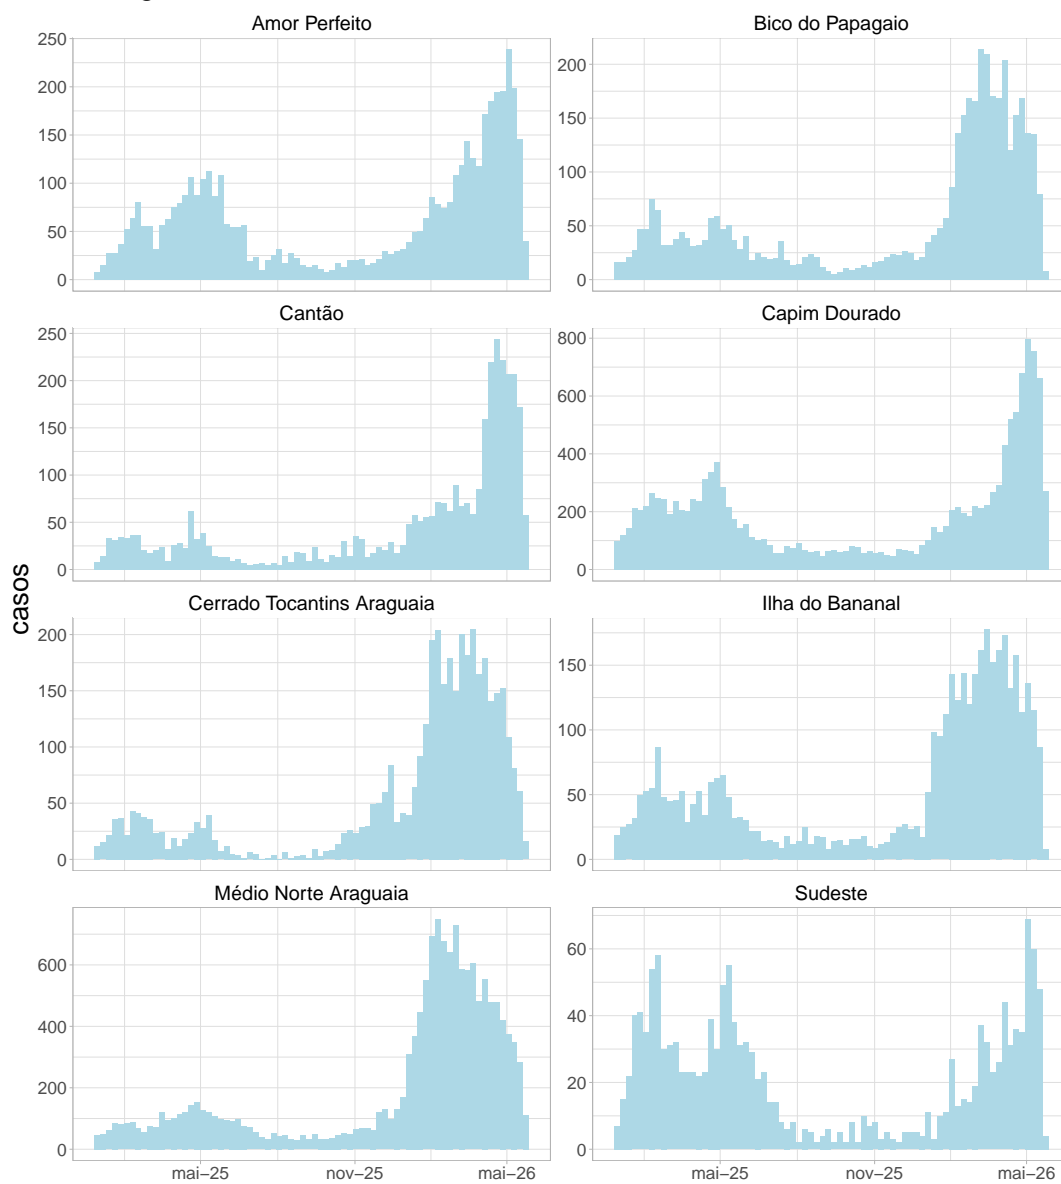 Amor Perfeito
Bico do Papagaio
250
200
150
100
50
0
200
150
100
50
0
Cantão
Capim Dourado
250
200
150
100
50
0
800
600
400
200
0
casos
Cerrado Tocantins Araguaia
Ilha do Bananal
200
150
100
50
0
150
100
50
0
Médio Norte Araguaia
Sudeste
600
400
200
0
60
40
20
0
mai–25
nov–25
mai–26
mai–25
nov–25
mai–26